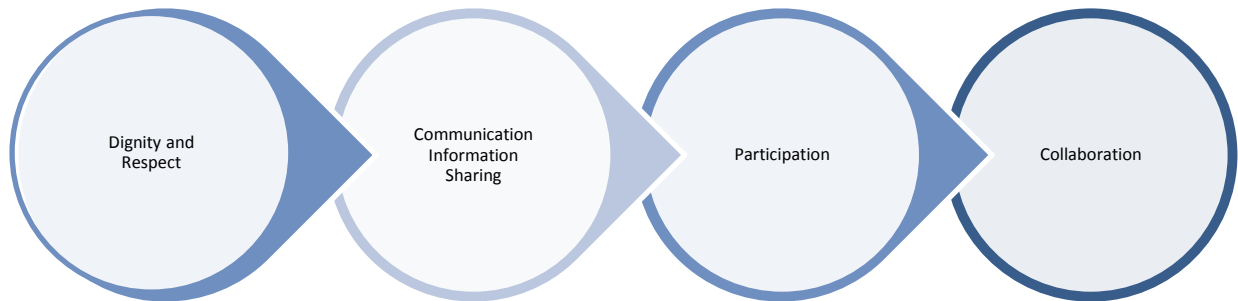 Dignity and
Respect
Communication
Information
Sharing
Participation
Collaboration